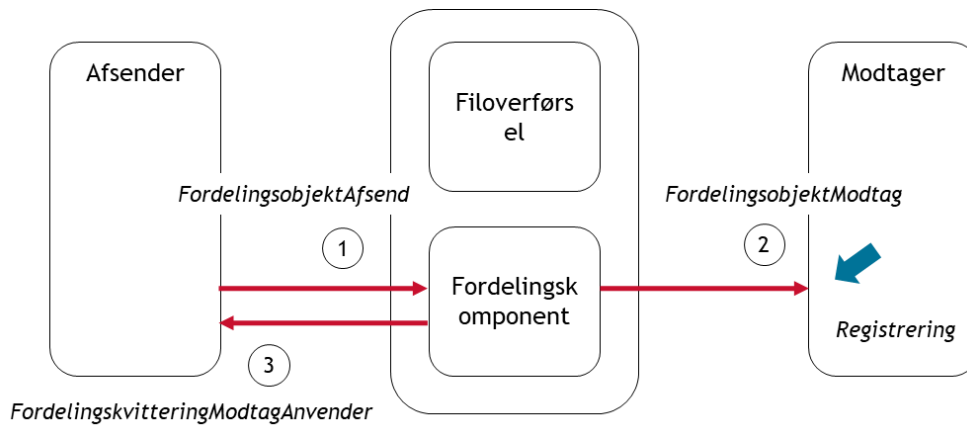 Afsender
Modtager
Filoverførs
el
FordelingsobjektAfsend
FordelingsobjektModtag
1
2
Fordelingsk
omponent
Registrering
3
FordelingskvitteringModtagAnvender